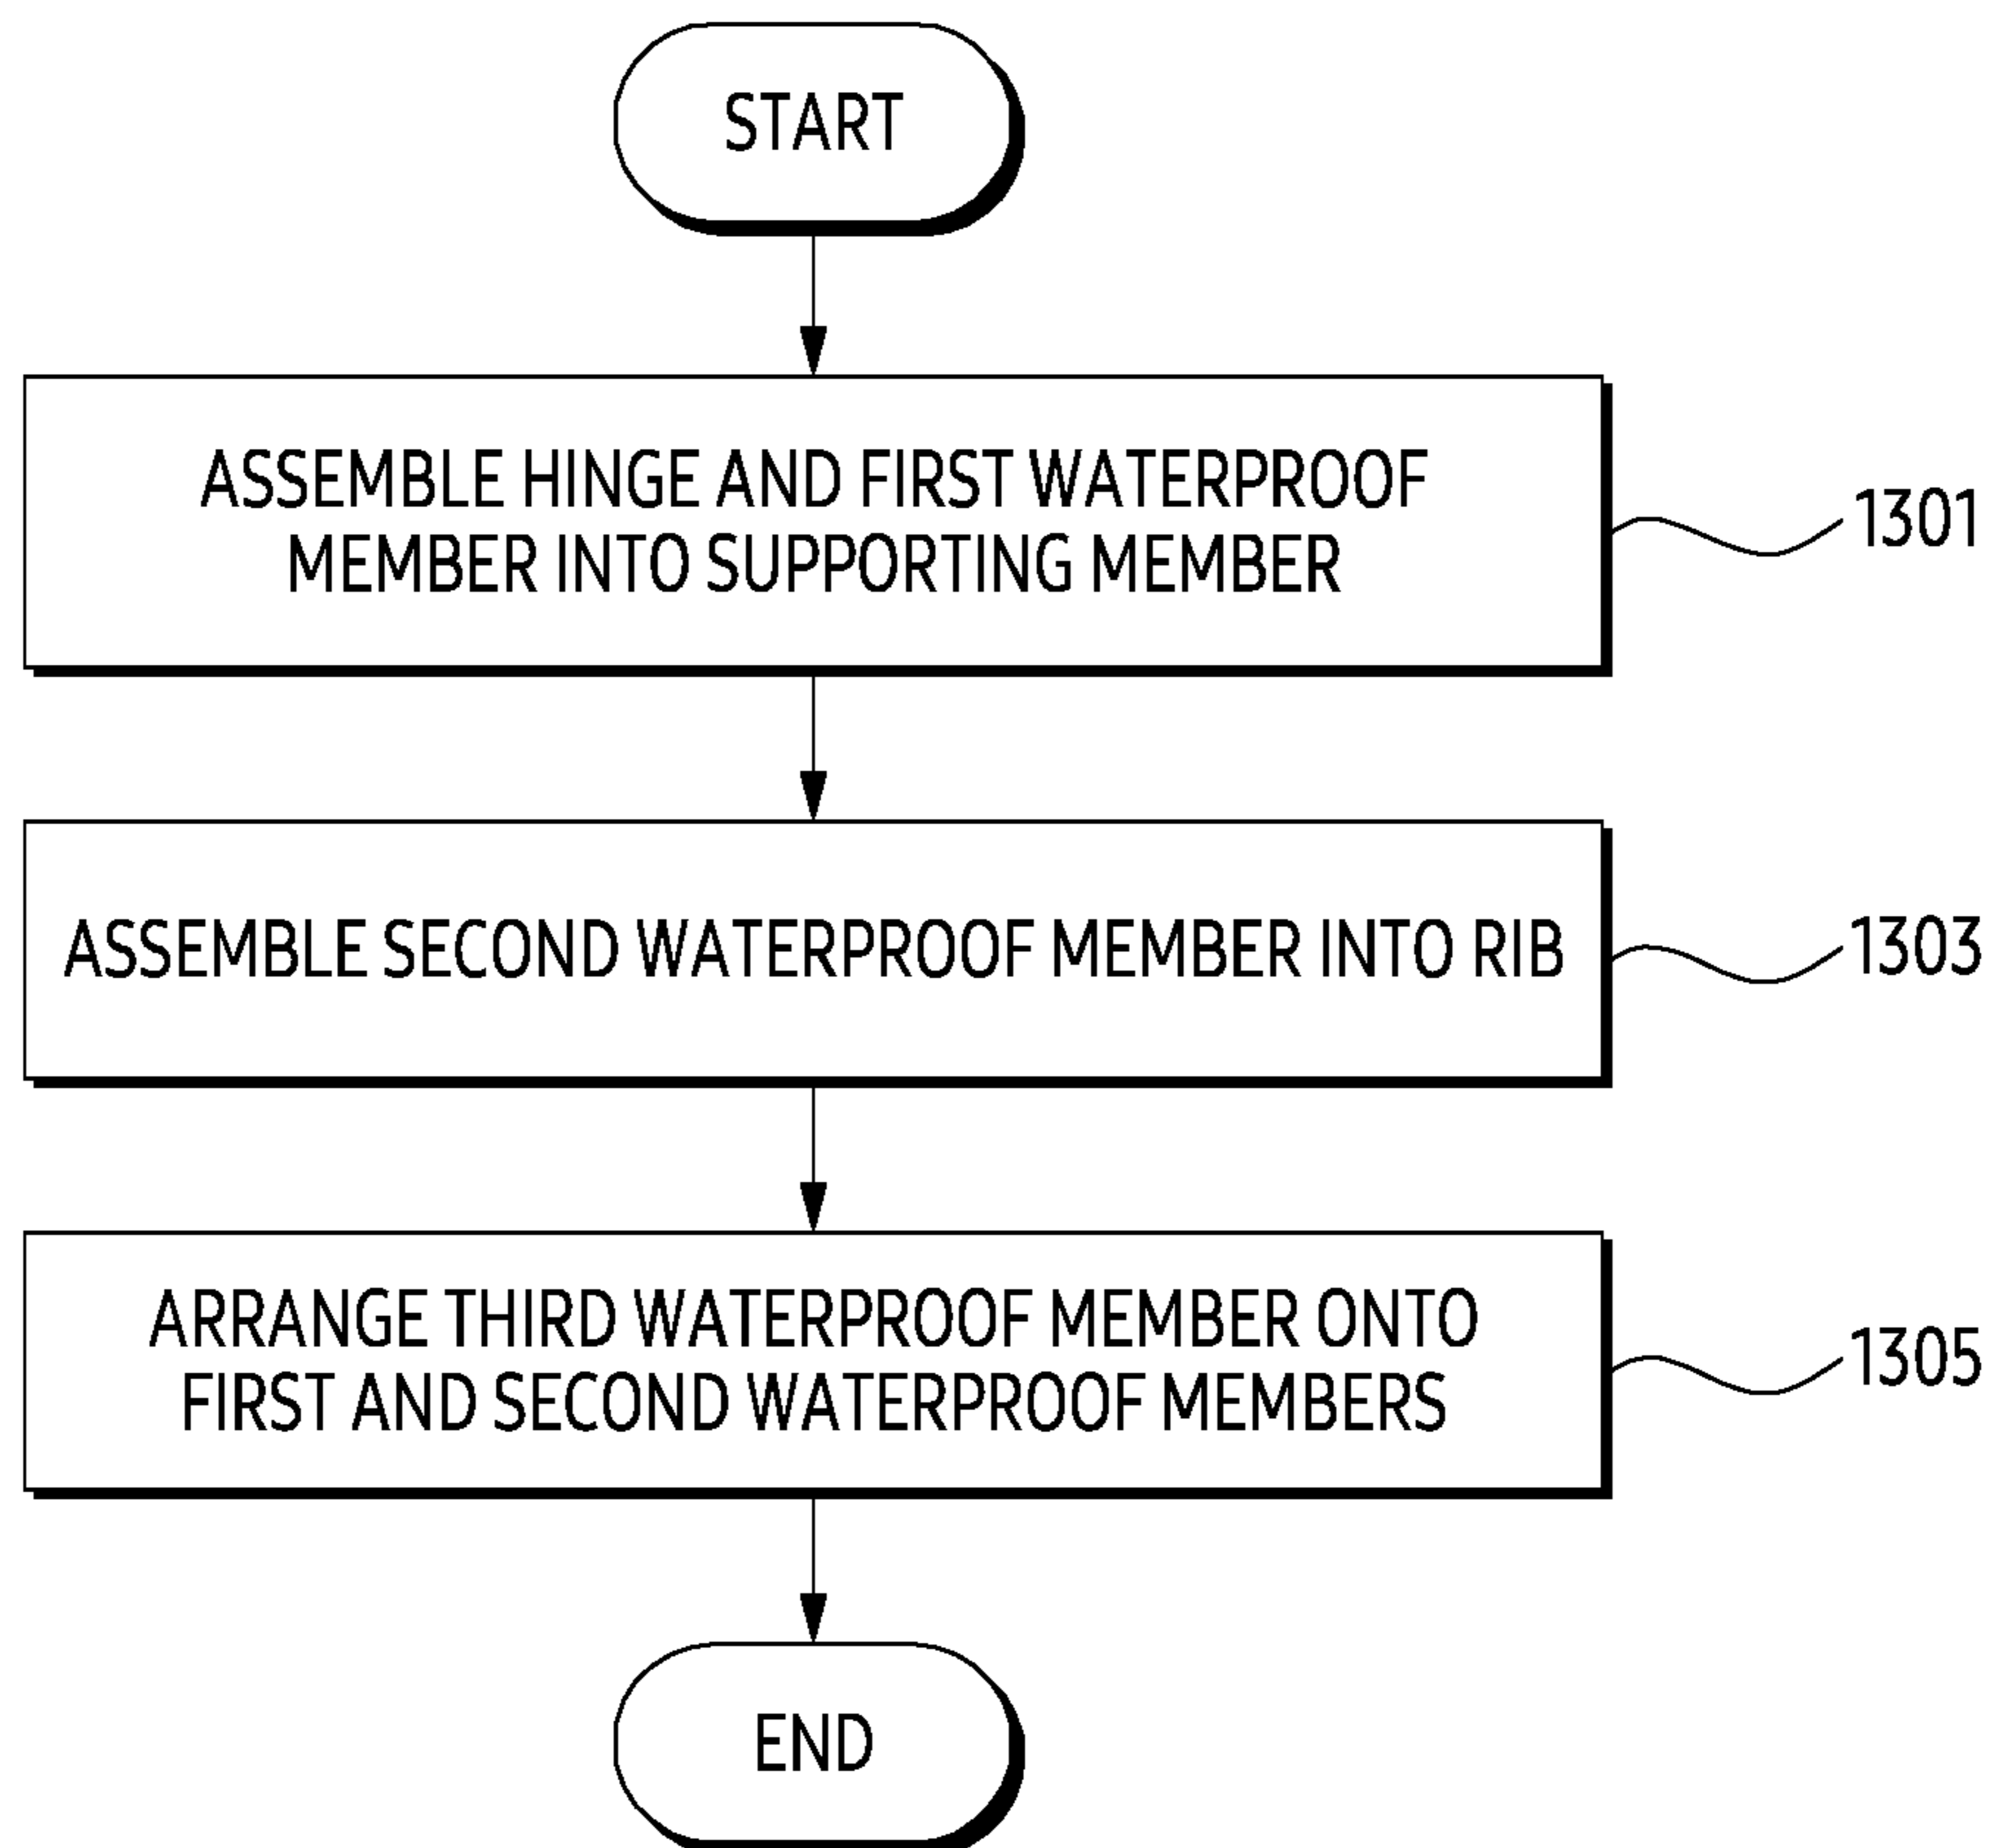 START
ASSEMBLE HINGE AND FIRST WATERPROOF
MEMBER INTO SUPPORTING MEMBER
1301
ASSEMBLE SECOND WATERPROOF MEMBER INTO RIB
1303
ARRANGE THIRD WATERPROOF MEMBER ONTO
FIRST AND SECOND WATERPROOF MEMBERS
1305
END